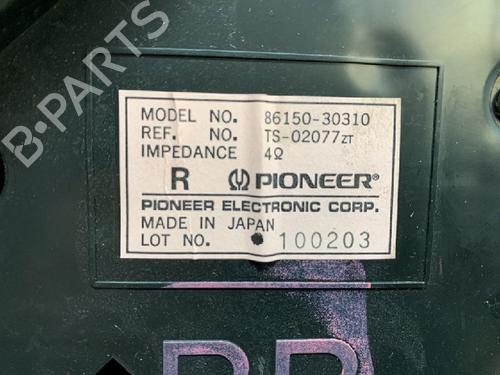 B-PARTS
MODEL NO. 86150-30310
REF. NO. TS-02077ZT
IMPEDANCE 4Ω
R PIONEER®
PIONEER ELECTRONIC CORP.
MADE IN JAPAN
LOT NO. 100203